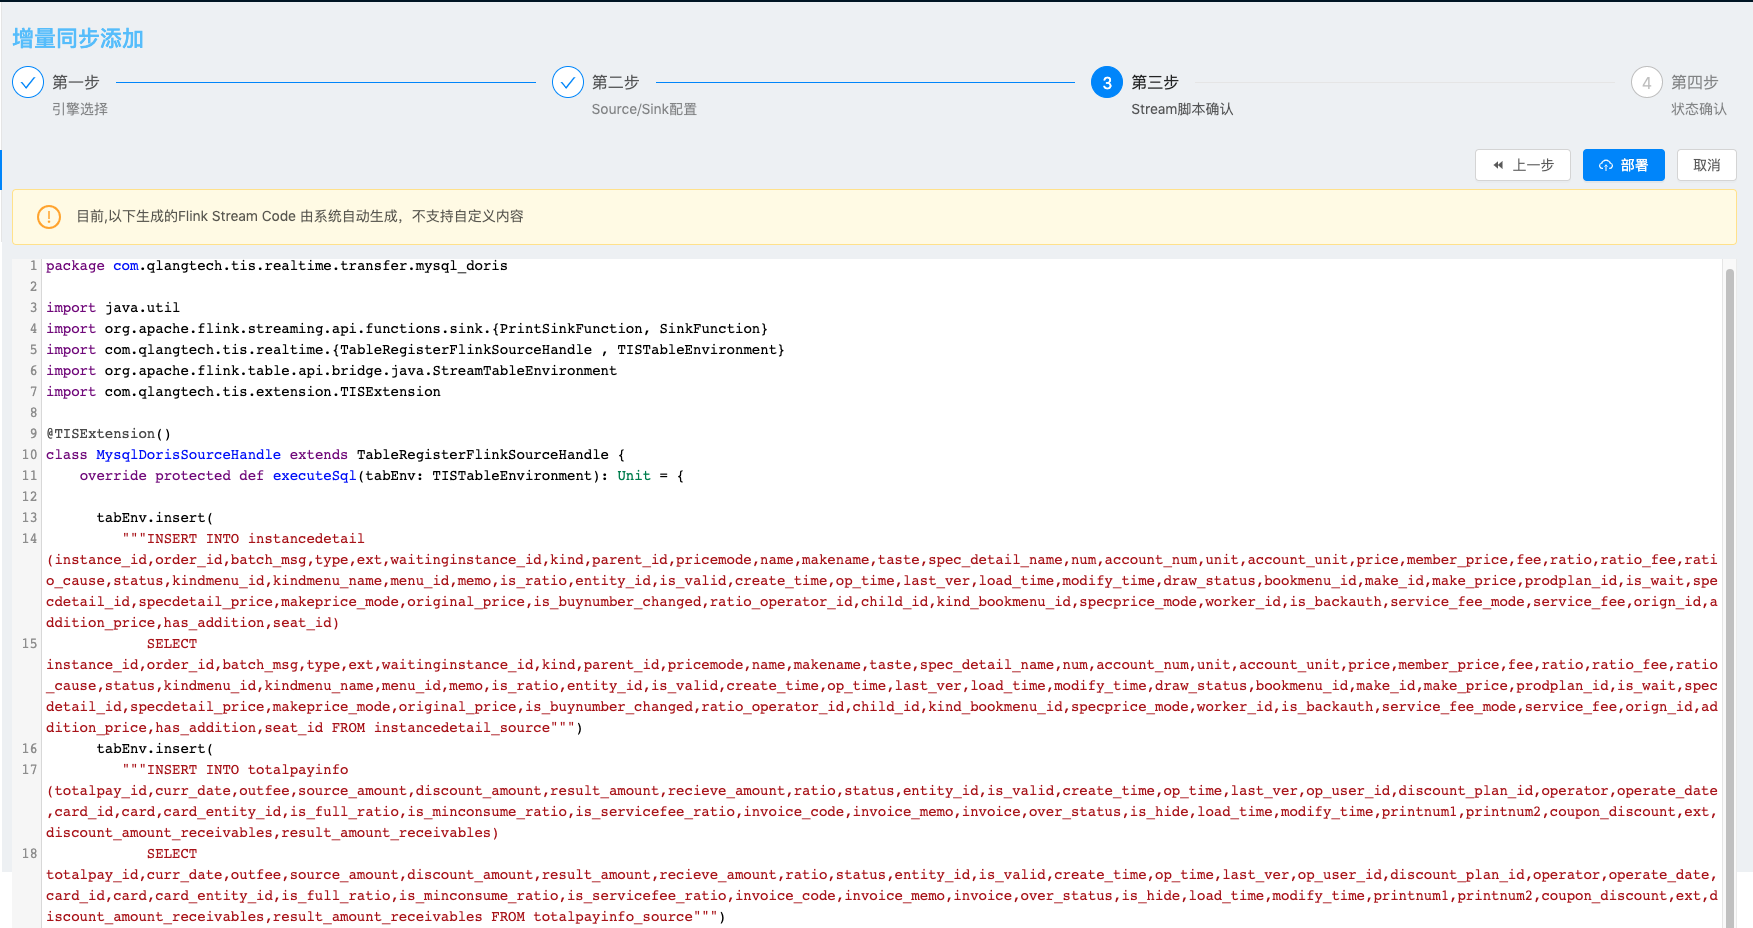 增量同步添加
第一步
引擎选择
第二步
Source/Sink配置
3 第三步
Stream脚本确认
4 第四步
状态确认
上一步 部署 取消
目前,以下生成的Flink Stream Code 由系统自动生成，不支持自定义内容
1 package com.qlangtech.tis.realtime.transfer.mysql_doris
2
3 import java.util
4 import org.apache.flink.streaming.api.functions.sink.{PrintSinkFunction, SinkFunction}
5 import com.qlangtech.tis.realtime.{TableRegisterFlinkSourceHandle , TISTableEnvironment}
6 import org.apache.flink.table.api.bridge.java.StreamTableEnvironment
7 import com.qlangtech.tis.extension.TISExtension
8
9 @TISExtension()
10 class MysqlDorisSourceHandle extends TableRegisterFlinkSourceHandle {
11 override protected def executeSql(tabEnv: TISTableEnvironment): Unit = {
12
13 tabEnv.insert(
14 """INSERT INTO instancedetail
(instance_id,order_id,batch_msg,type,ext,waitinginstance_id,kind,parent_id,pricemode,name,makename,taste,spec_detail_name,num,account_num,unit,account_unit,price,member_price,fee,ratio,ratio_fee,rati
o_cause,status,kindmenu_id,kindmenu_name,menu_id,memo,is_ratio,entity_id,is_valid,create_time,op_time,last_ver,load_time,modify_time,draw_status,bookmenu_id,make_id,make_price,prodplan_id,is_wait,spe
cdetail_id,specdetail_price,makeprice_mode,original_price,is_buynumber_changed,ratio_operator_id,child_id,kind_bookmenu_id,specprice_mode,worker_id,is_backauth,service_fee_mode,service_fee,orign_id,a
ddition_price,has_addition,seat_id)
15 SELECT
instance_id,order_id,batch_msg,type,ext,waitinginstance_id,kind,parent_id,pricemode,name,makename,taste,spec_detail_name,num,account_num,unit,account_unit,price,member_price,fee,ratio,ratio_fee,ratio
_cause,status,kindmenu_id,kindmenu_name,menu_id,memo,is_ratio,entity_id,is_valid,create_time,op_time,last_ver,load_time,modify_time,draw_status,bookmenu_id,make_id,make_price,prodplan_id,is_wait,spec
detail_id,specdetail_price,makeprice_mode,original_price,is_buynumber_changed,ratio_operator_id,child_id,kind_bookmenu_id,specprice_mode,worker_id,is_backauth,service_fee_mode,service_fee,orign_id,ad
dition_price,has_addition,seat_id FROM instancedetail_source""")
16 tabEnv.insert(
17 """INSERT INTO totalpayinfo
(totalpay_id,curr_date,outfee,source_amount,discount_amount,result_amount,recieve_amount,ratio,status,entity_id,is_valid,create_time,op_time,last_ver,op_user_id,discount_plan_id,operator,operate_date
,card_id,card,card_entity_id,is_full_ratio,is_minconsume_ratio,is_servicefee_ratio,invoice_code,invoice_memo,invoice,over_status,is_hide,load_time,modify_time,printnum1,printnum2,coupon_discount,ext,
discount_amount_receivables,result_amount_receivables)
18 SELECT
totalpay_id,curr_date,outfee,source_amount,discount_amount,result_amount,recieve_amount,ratio,status,entity_id,is_valid,create_time,op_time,last_ver,op_user_id,discount_plan_id,operator,operate_date,
card_id,card,card_entity_id,is_full_ratio,is_minconsume_ratio,is_servicefee_ratio,invoice_code,invoice_memo,invoice,over_status,is_hide,load_time,modify_time,printnum1,printnum2,coupon_discount,ext,d
iscount_amount_receivables,result_amount_receivables FROM totalpayinfo_source""")